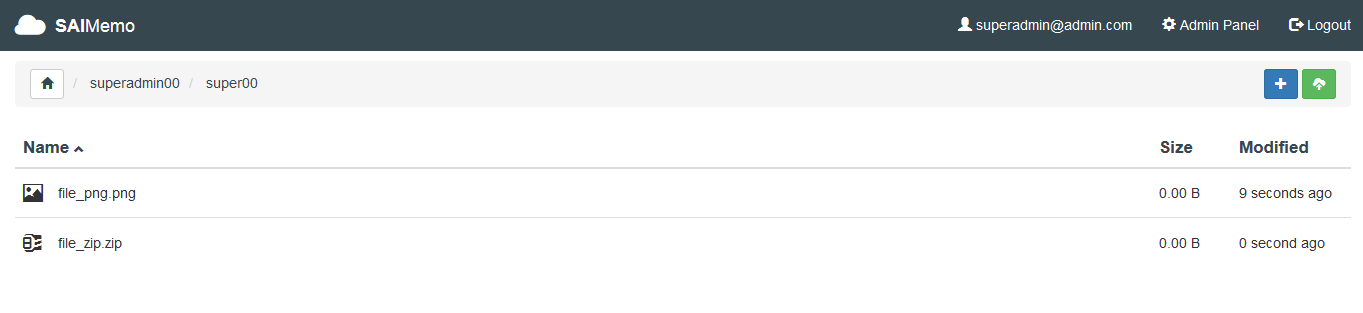 SAIMemo superadmin@admin.com Admin Panel Logout
/ superadmin00 / super00
Name Size Modified
file_png.png 0.00 B 9 seconds ago
file_zip.zip 0.00 B 0 second ago